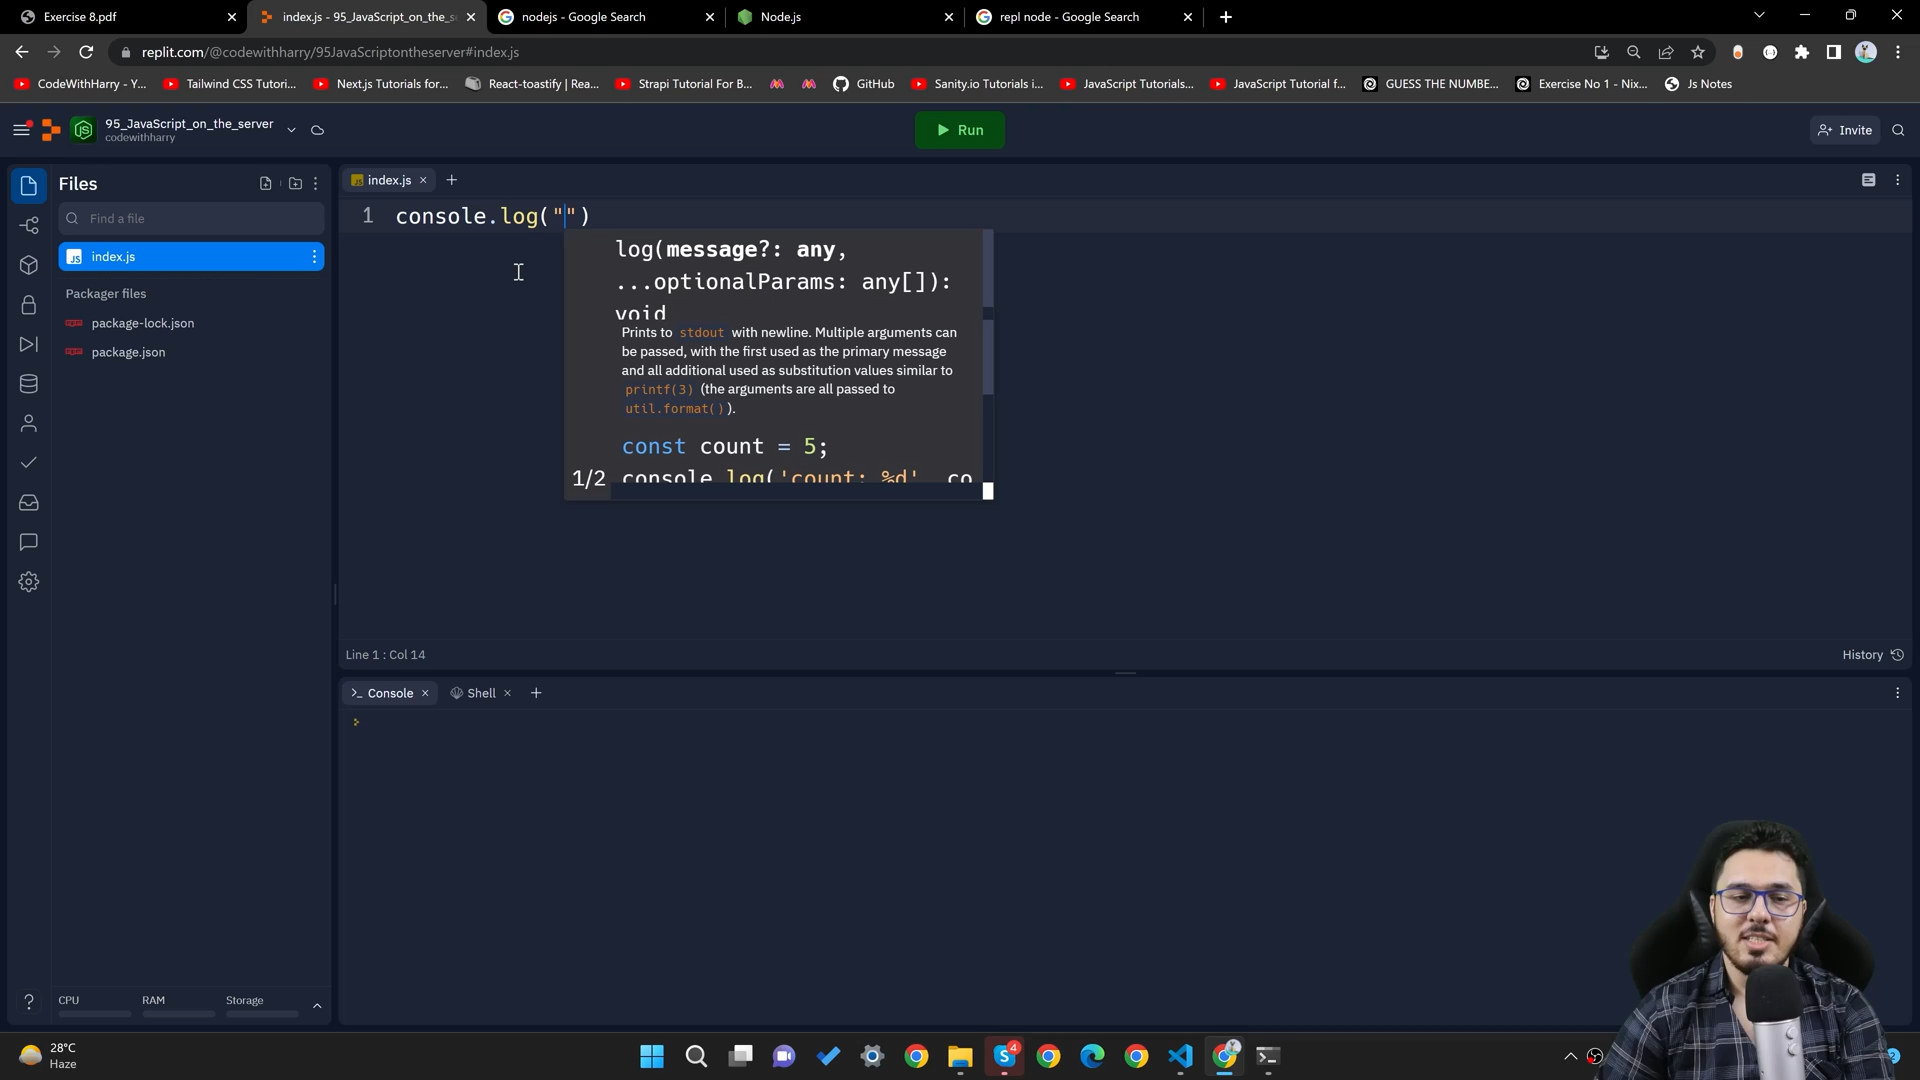 Exercise 8.pdf
index.js - 95_JavaScript_on_the_s
nodejs - Google Search
Node.js
repl node - Google Search
replit.com/@codewithharry/95JavaScriptontheserver#index.js
CodeWithHarry - Y...
Tailwind CSS Tutori...
Next.js Tutorials for...
React-toastify | Rea...
Strapi Tutorial For B...
GitHub
Sanity.io Tutorials i...
JavaScript Tutorials...
JavaScript Tutorial f...
GUESS THE NUMBE...
Exercise No 1 - Nix...
Js Notes
95_JavaScript_on_the_server
codewithharry
Run
Invite
Files
Find a file
JS index.js
Packager files
package-lock.json
package.json
index.js
1 console.log("")
log(message?: any,
...optionalParams: any[]):
void
Prints to stdout with newline. Multiple arguments can
be passed, with the first used as the primary message
and all additional used as substitution values similar to
printf(3) (the arguments are all passed to
util.format()).
const count = 5;
1/2 console.log('count: %d', co
Line 1 : Col 14
History
Console
Shell
CPU
RAM
Storage
28°C
Haze
4
2